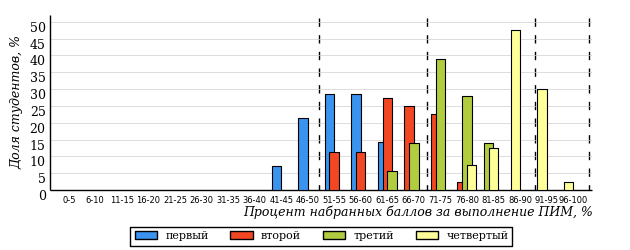 Доля студентов, %
50
45
40
35
30
25
20
15
10
5
0
0-5 6-10 11-15 16-20 21-25 26-30 31-35 36-40 41-45 46-50 51-55 56-60 61-65 66-70 71-75 76-80 81-85 86-90 91-95 96-100
Процент набранных баллов за выполнение ПИМ, %
первый второй третий четвертый